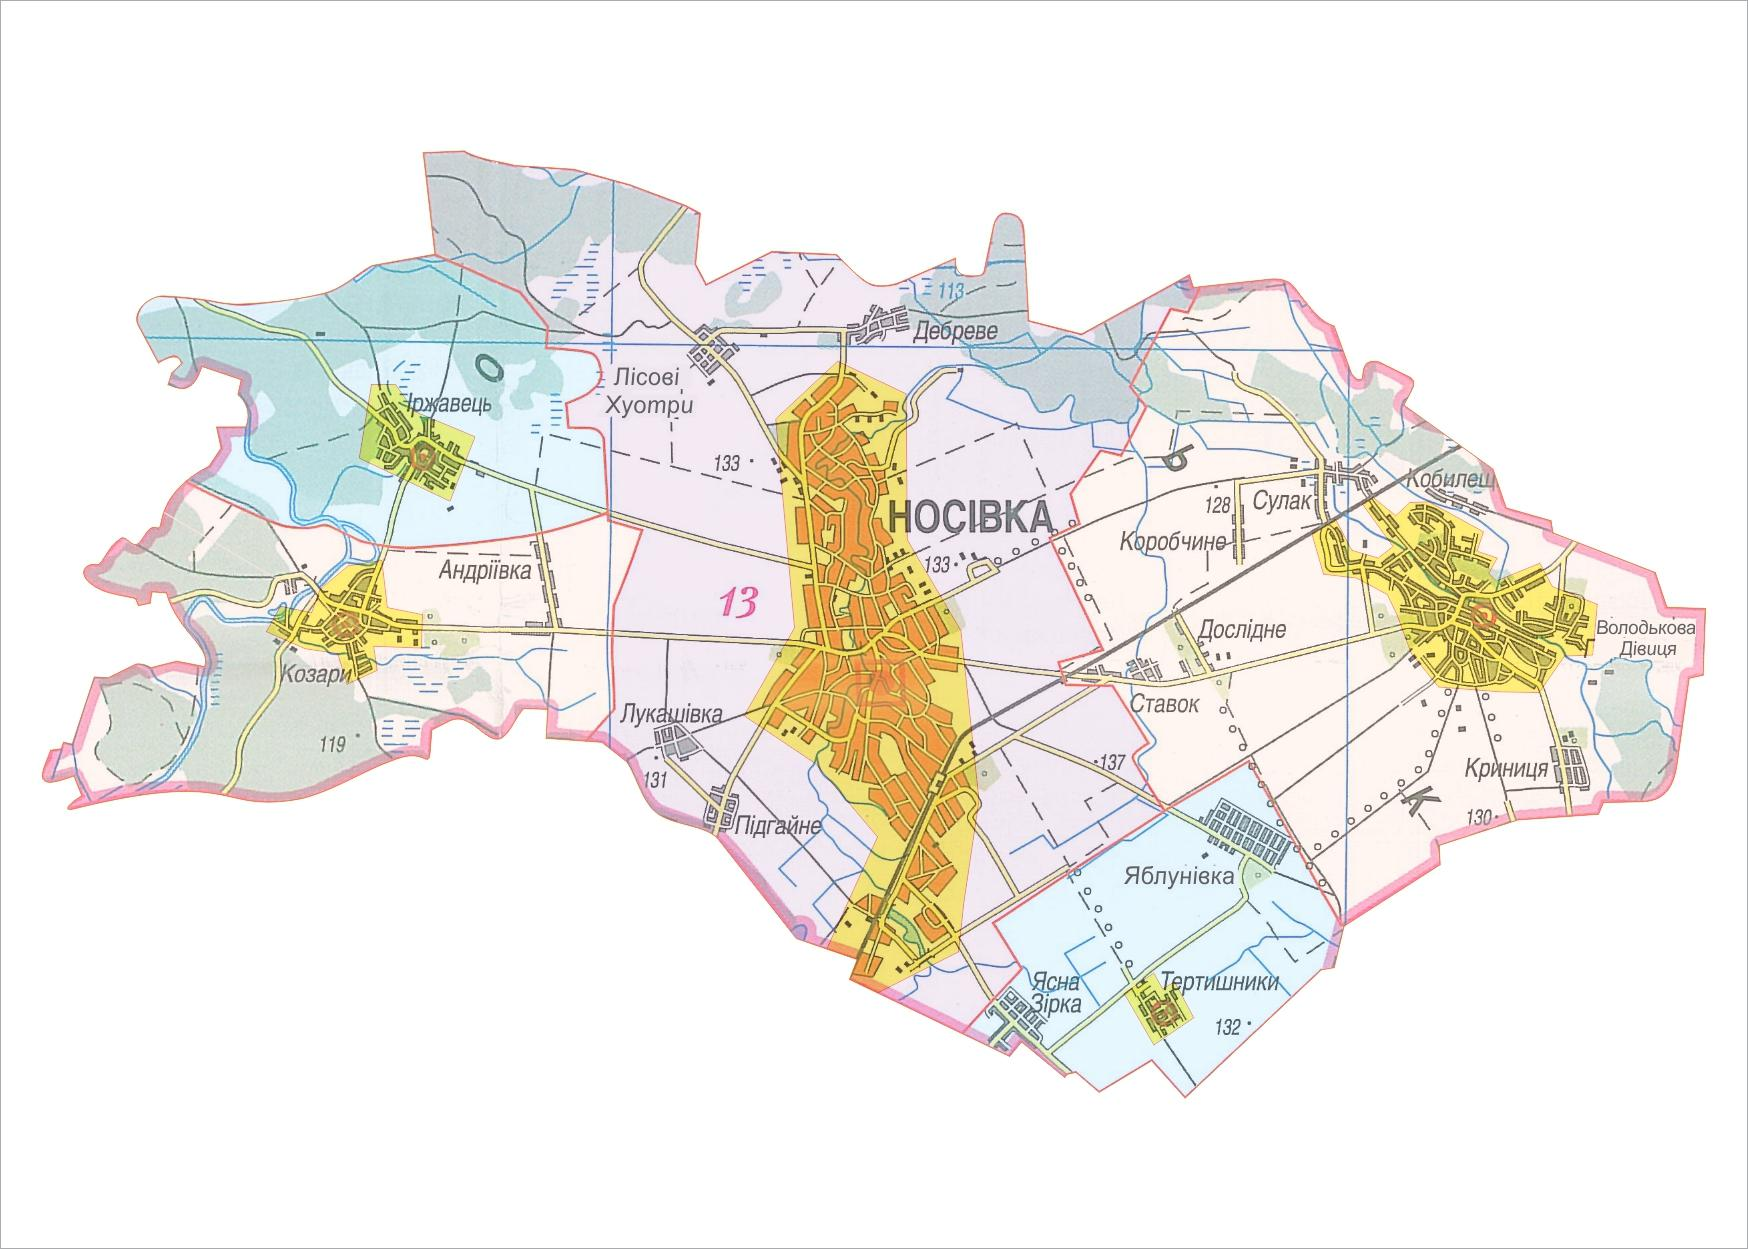 113
Дебреве
О
Лісові
Хуотри
Іржавець
133
Ь
Кобилещ
НОСІВКА
128
Сулак
Коробчине
133
Андріївка
13
Дослідне
Володькова
Дівиця
Козари
Ставок
Лукашівка
119
131
137
Криниця
К
130
Підгайне
Яблунівка
Ясна
Зірка
Тертишники
132